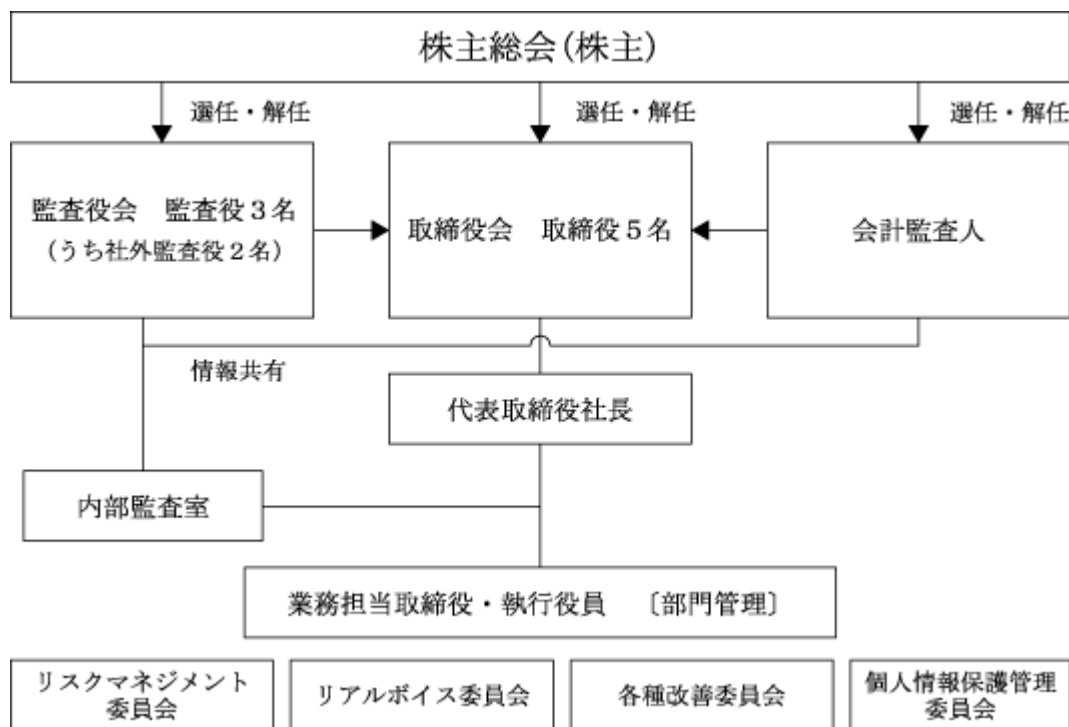 株主総会(株主)
選任・解任
選任・解任
選任・解任
監査役会　監査役３名
(うち社外監査役２名)
取締役会　取締役５名
会計監査人
情報共有
代表取締役社長
内部監査室
業務担当取締役・執行役員　〔部門管理〕
リスクマネジメント
委員会
リアルボイス委員会
各種改善委員会
個人情報保護管理
委員会